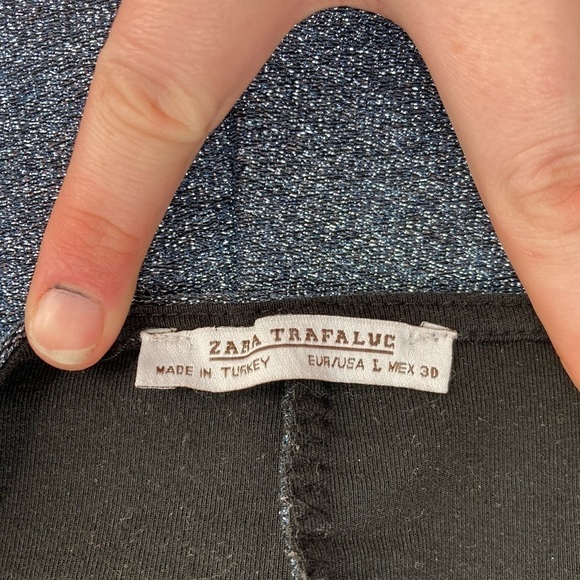 ZARA TRAFALUC
MADE IN TURKEY EUR/USA L MEX 30